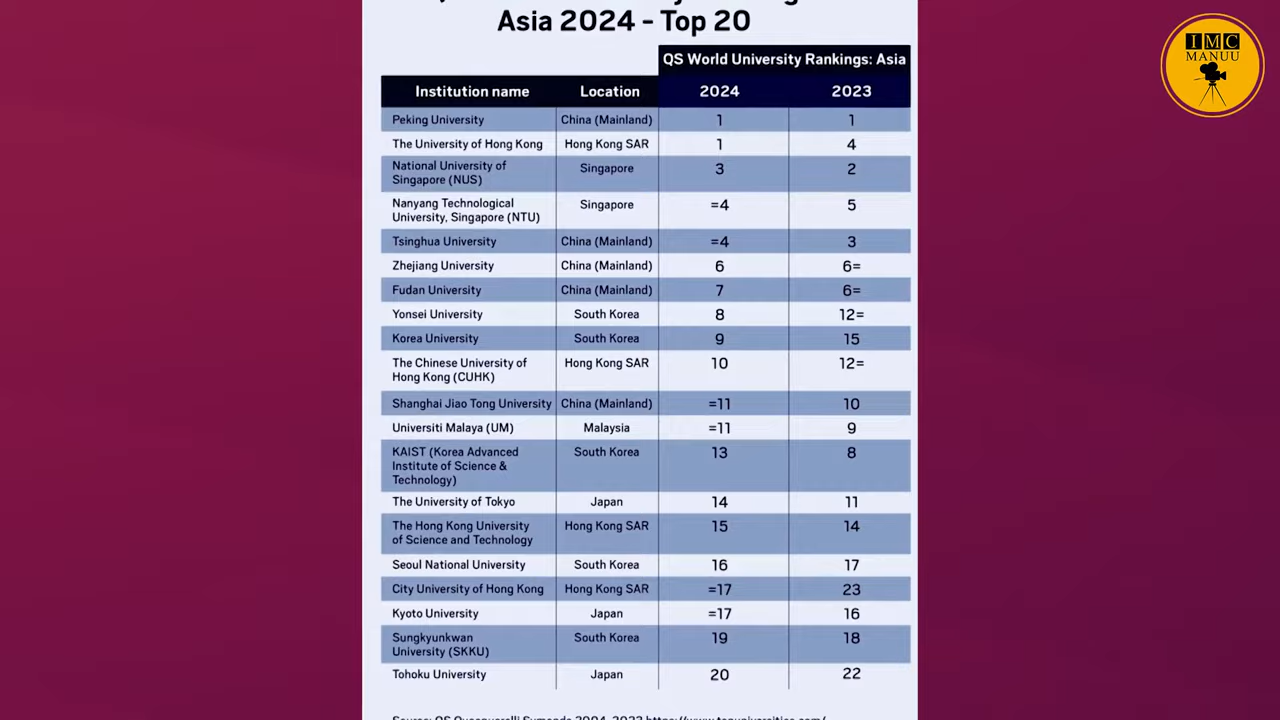 Asia 2024 - Top 20
IMC
MANUU
QS World University Rankings: Asia
Institution name Location 2024 2023
Peking University China (Mainland) 1 1
The University of Hong Kong Hong Kong SAR 1 4
National University of
Singapore (NUS) Singapore 3 2
Nanyang Technological
University, Singapore (NTU) Singapore =4 5
Tsinghua University China (Mainland) =4 3
Zhejiang University China (Mainland) 6 6=
Fudan University China (Mainland) 7 6=
Yonsei University South Korea 8 12=
Korea University South Korea 9 15
The Chinese University of
Hong Kong (CUHK) Hong Kong SAR 10 12=
Shanghai Jiao Tong University China (Mainland) =11 10
Universiti Malaya (UM) Malaysia =11 9
KAIST (Korea Advanced
Institute of Science &
Technology) South Korea 13 8
The University of Tokyo Japan 14 11
The Hong Kong University
of Science and Technology Hong Kong SAR 15 14
Seoul National University South Korea 16 17
City University of Hong Kong Hong Kong SAR =17 23
Kyoto University Japan =17 16
Sungkyunkwan
University (SKKU) South Korea 19 18
Tohoku University Japan 20 22